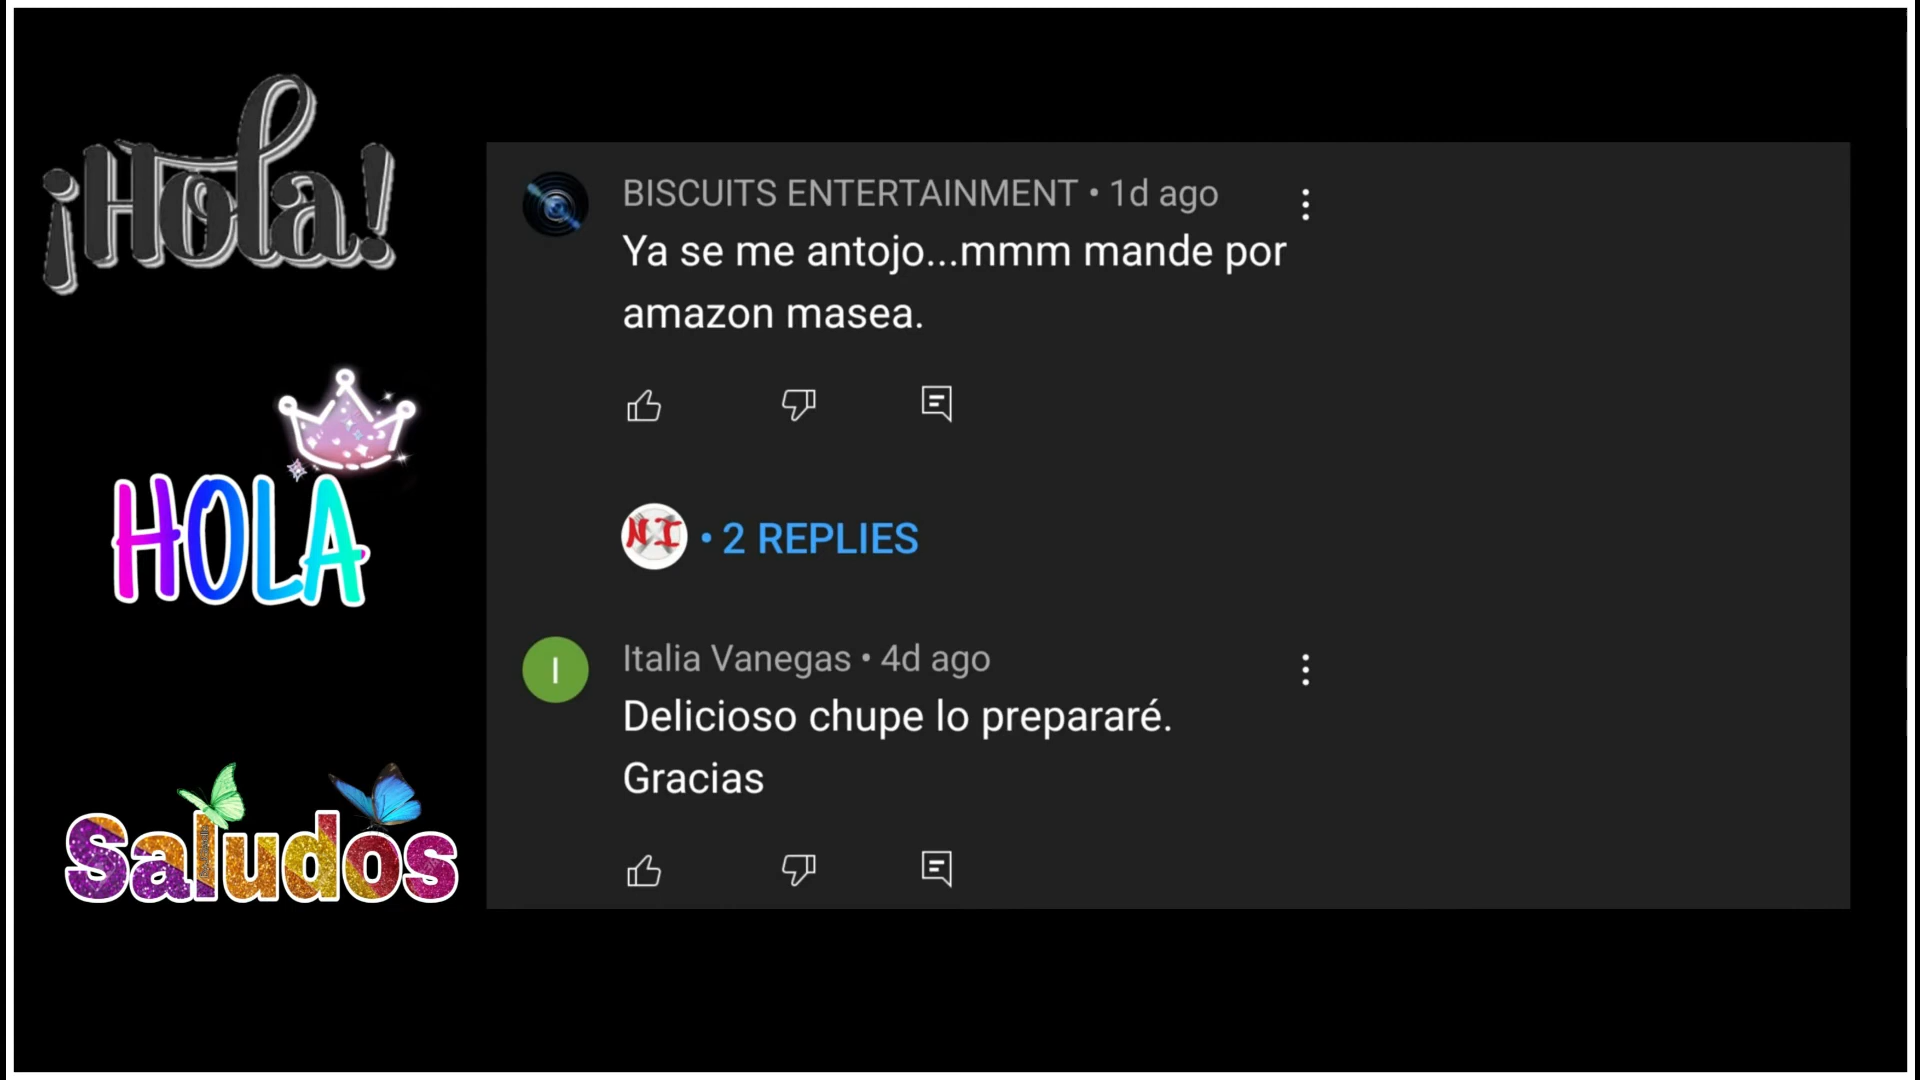 ¡Hola!
HOLA
Saludos
BISCUITS ENTERTAINMENT • 1d ago
Ya se me antojo...mmm mande por
amazon masea.
NI • 2 REPLIES
I
Italia Vanegas • 4d ago
Delicioso chupe lo prepararé.
Gracias